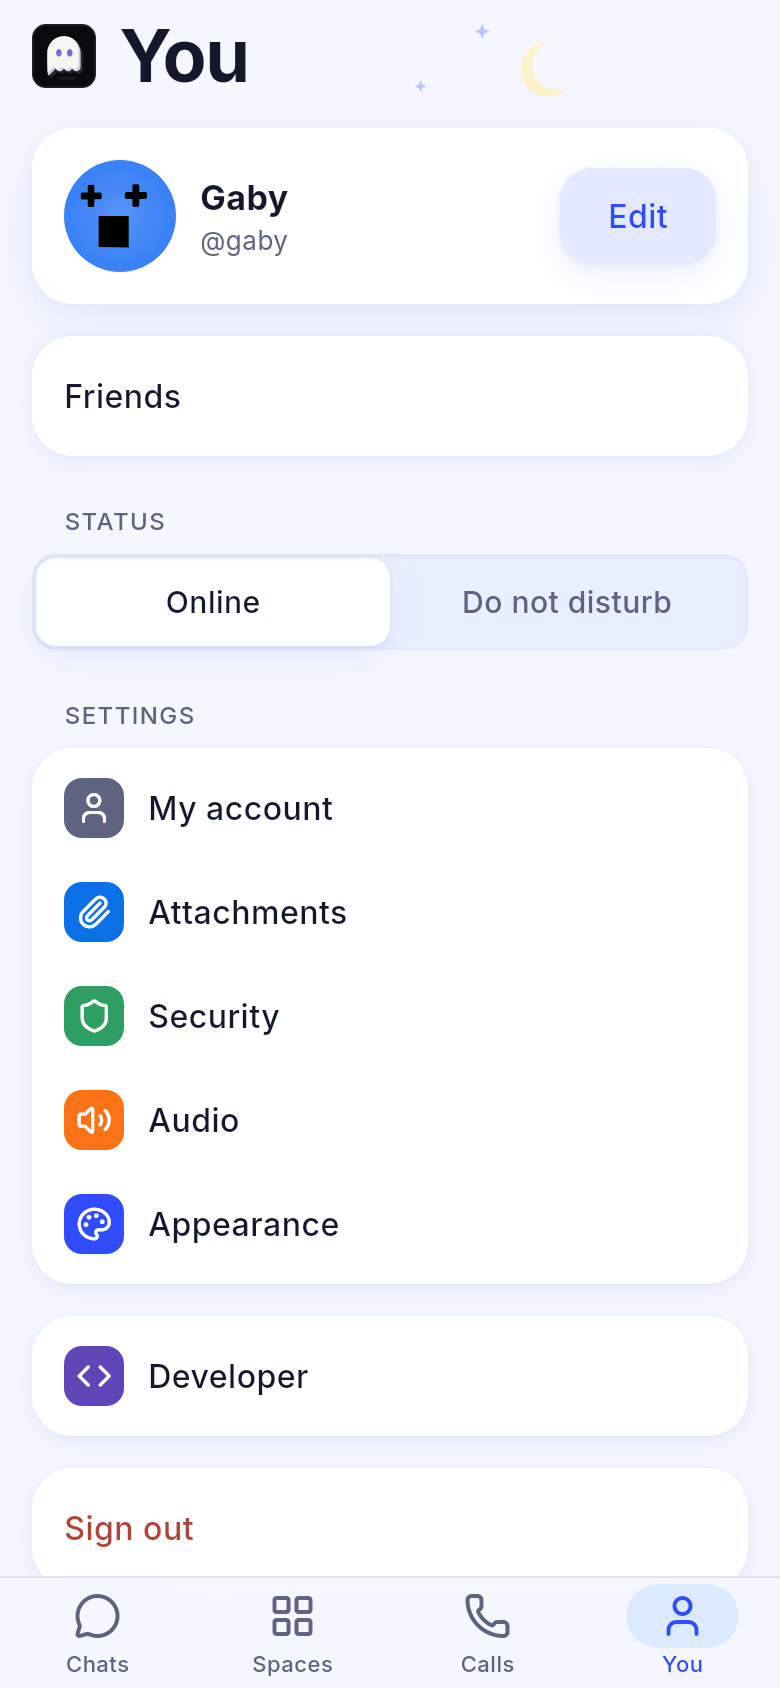 You
Gaby
@gaby
Edit
Friends
STATUS
Online
Do not disturb
SETTINGS
My account
Attachments
Security
Audio
Appearance
Developer
Sign out
Chats
Spaces
Calls
You